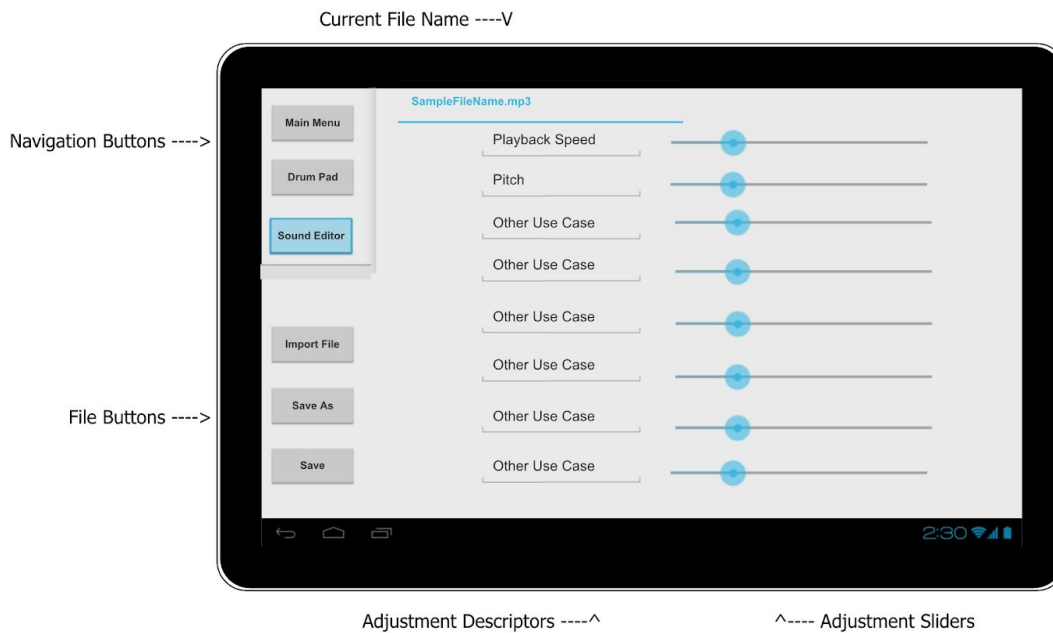 Current File Name ----V
SampleFileName.mp3
Main Menu
Navigation Buttons ---->
Playback Speed
Drum Pad
Pitch
Sound Editor
Other Use Case
Other Use Case
Other Use Case
Import File
Other Use Case
Save As
File Buttons ---->
Other Use Case
Save
Other Use Case
2:30
Adjustment Descriptors ----^
^---- Adjustment Sliders